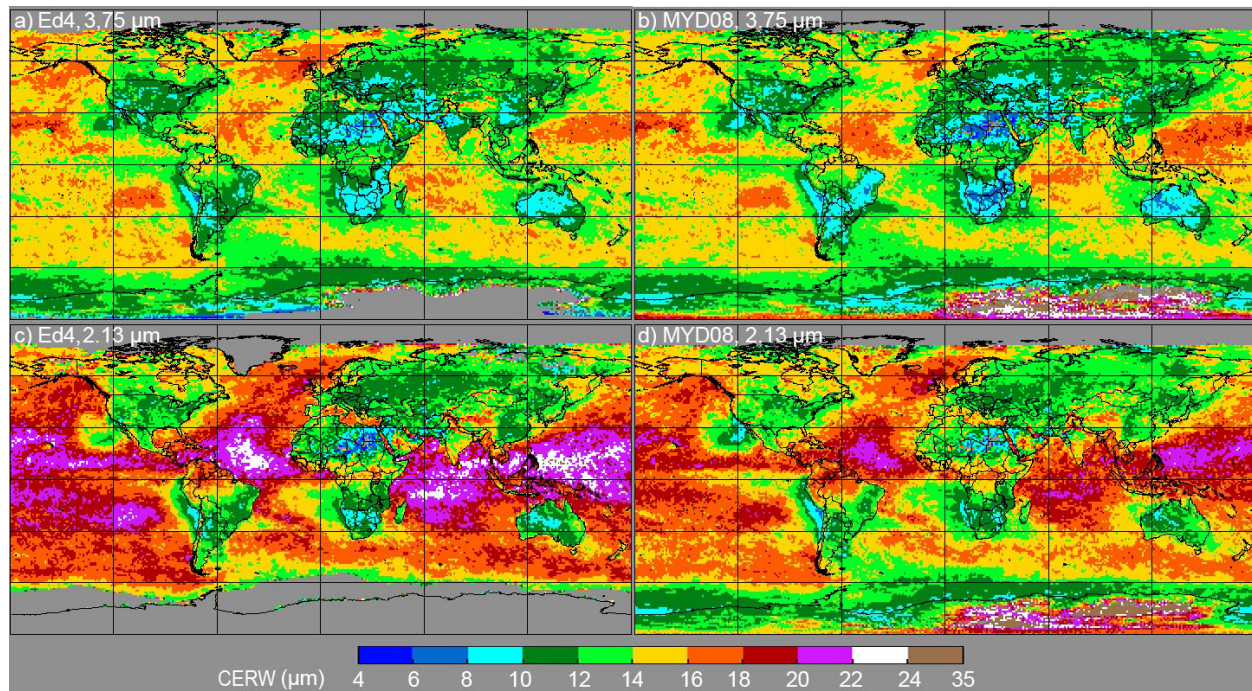 a) Ed4, 3.75 µm
b) MYD08, 3.75 µm
c) Ed4, 2.13 µm
d) MYD08, 2.13 µm
CERW (µm) 4 6 8 10 12 14 16 18 20 22 24 35